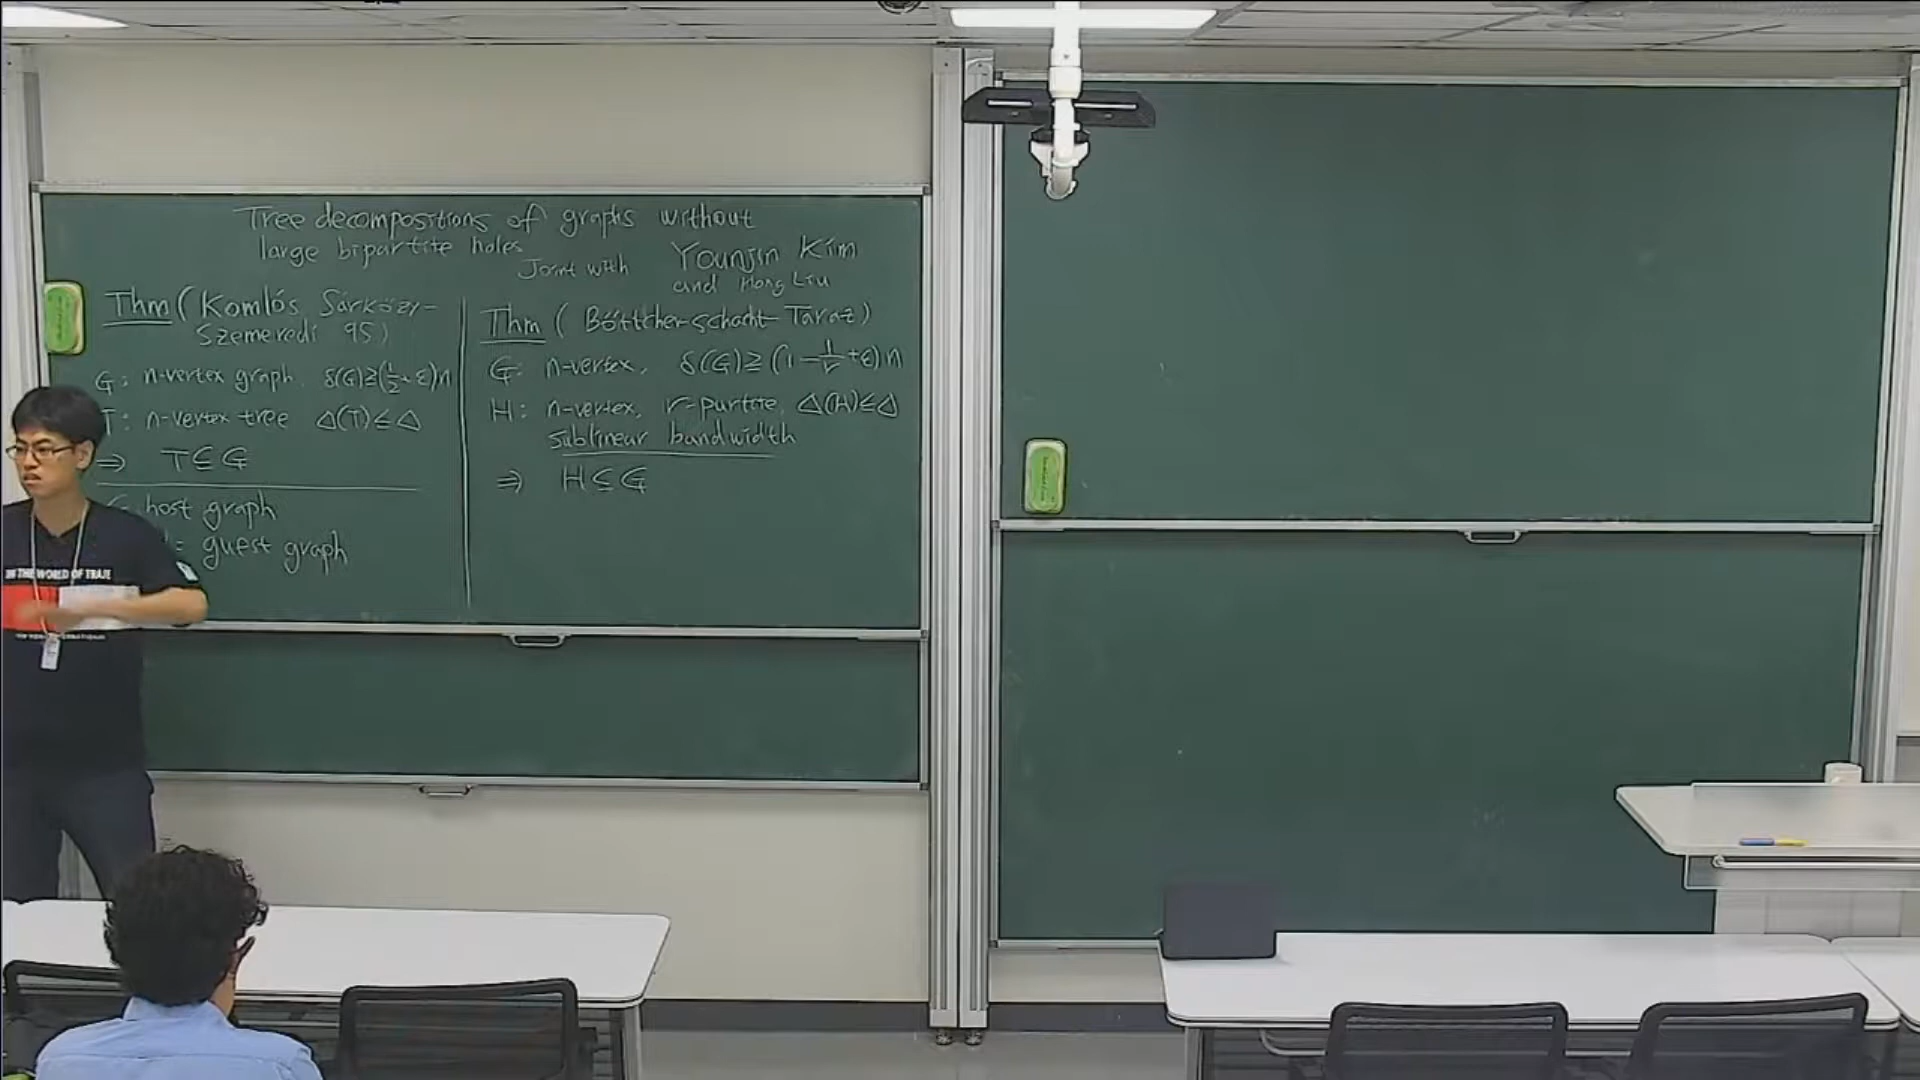 Tree decompositions of graphs without
large bipartite holes
Joint with Younjin Kim
and Hong Liu
Thm (Komlós, Sárközy-
Szemerédi 95)
G: n-vertex graph, δ(G)≥(1/2+ε)n
T: n-vertex tree Δ(T)≤Δ
⇒ T⊆G
G: host graph
: guest graph
Thm (Böttcher-Schacht-Taraz)
G: n-vertex, δ(G)≥(1-1/r+ε)n
H: n-vertex, r-partite, Δ(H)≤Δ
sublinear bandwidth
⇒ H⊆G
IN THE WORLD OF TRAJE